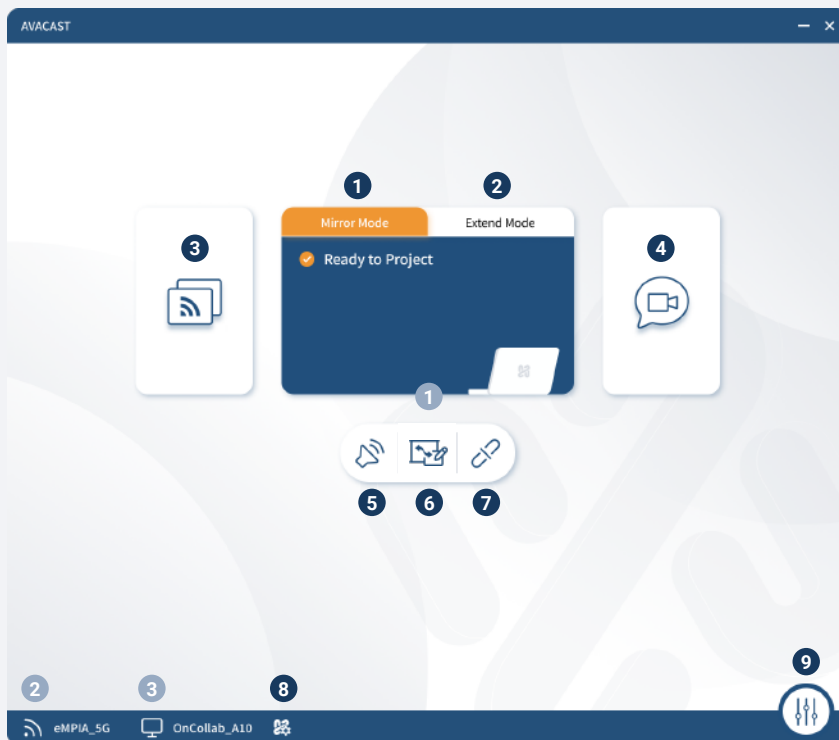 AVACAST
1
2
Mirror Mode
Extend Mode
3
Ready to Project
4
1
5
6
7
2
3
8
9
eMPIA_5G
OnCollab_A10